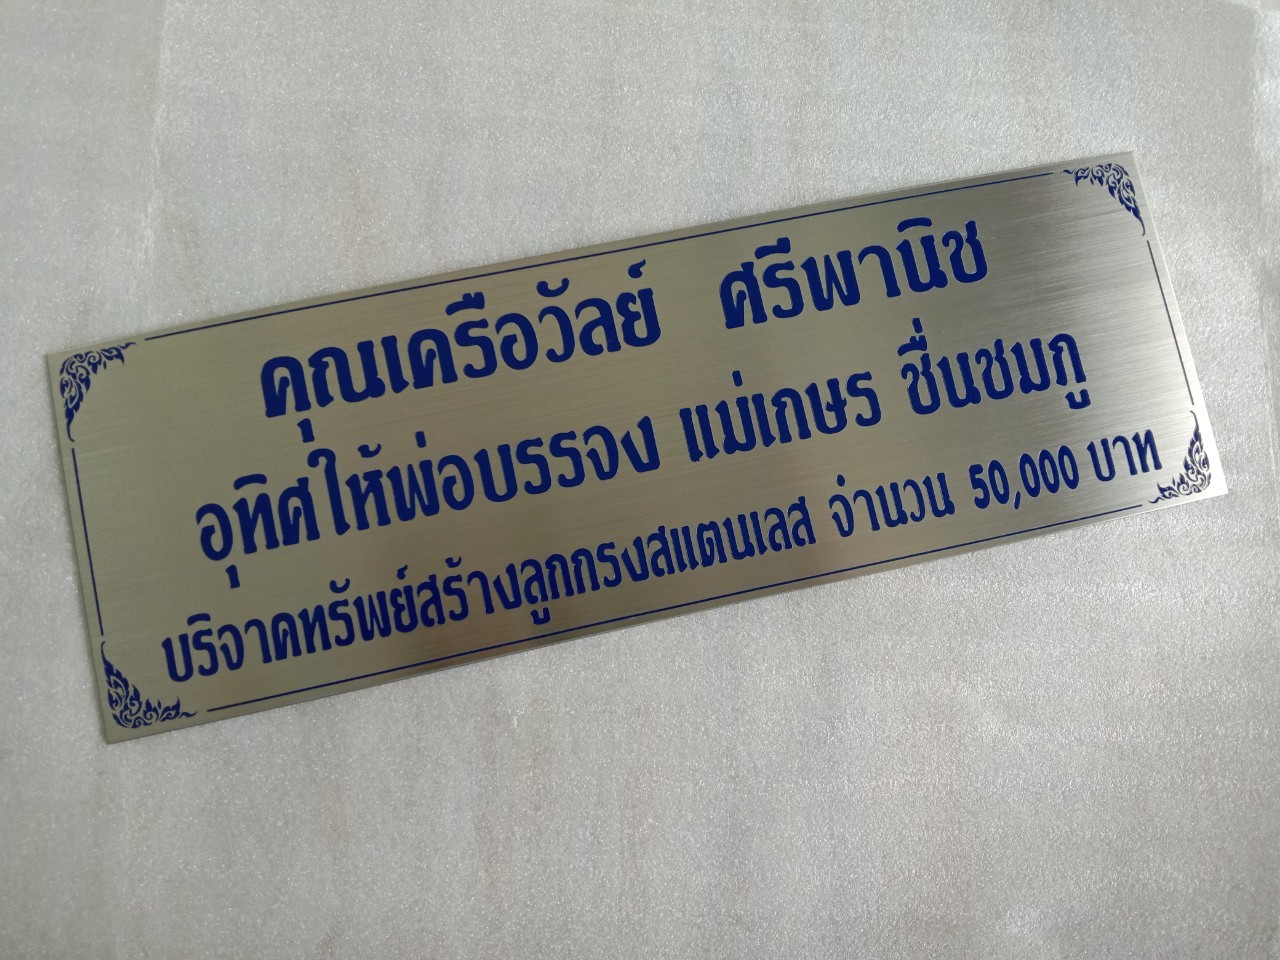 คุณเครือวัลย์ ศรีพานิช
อุทิศให้พ่อบรรจง แม่เกษร ชื่นชมภู
บริจาคทรัพย์สร้างลูกกรงสแตนเลส จำนวน 50,000 บาท